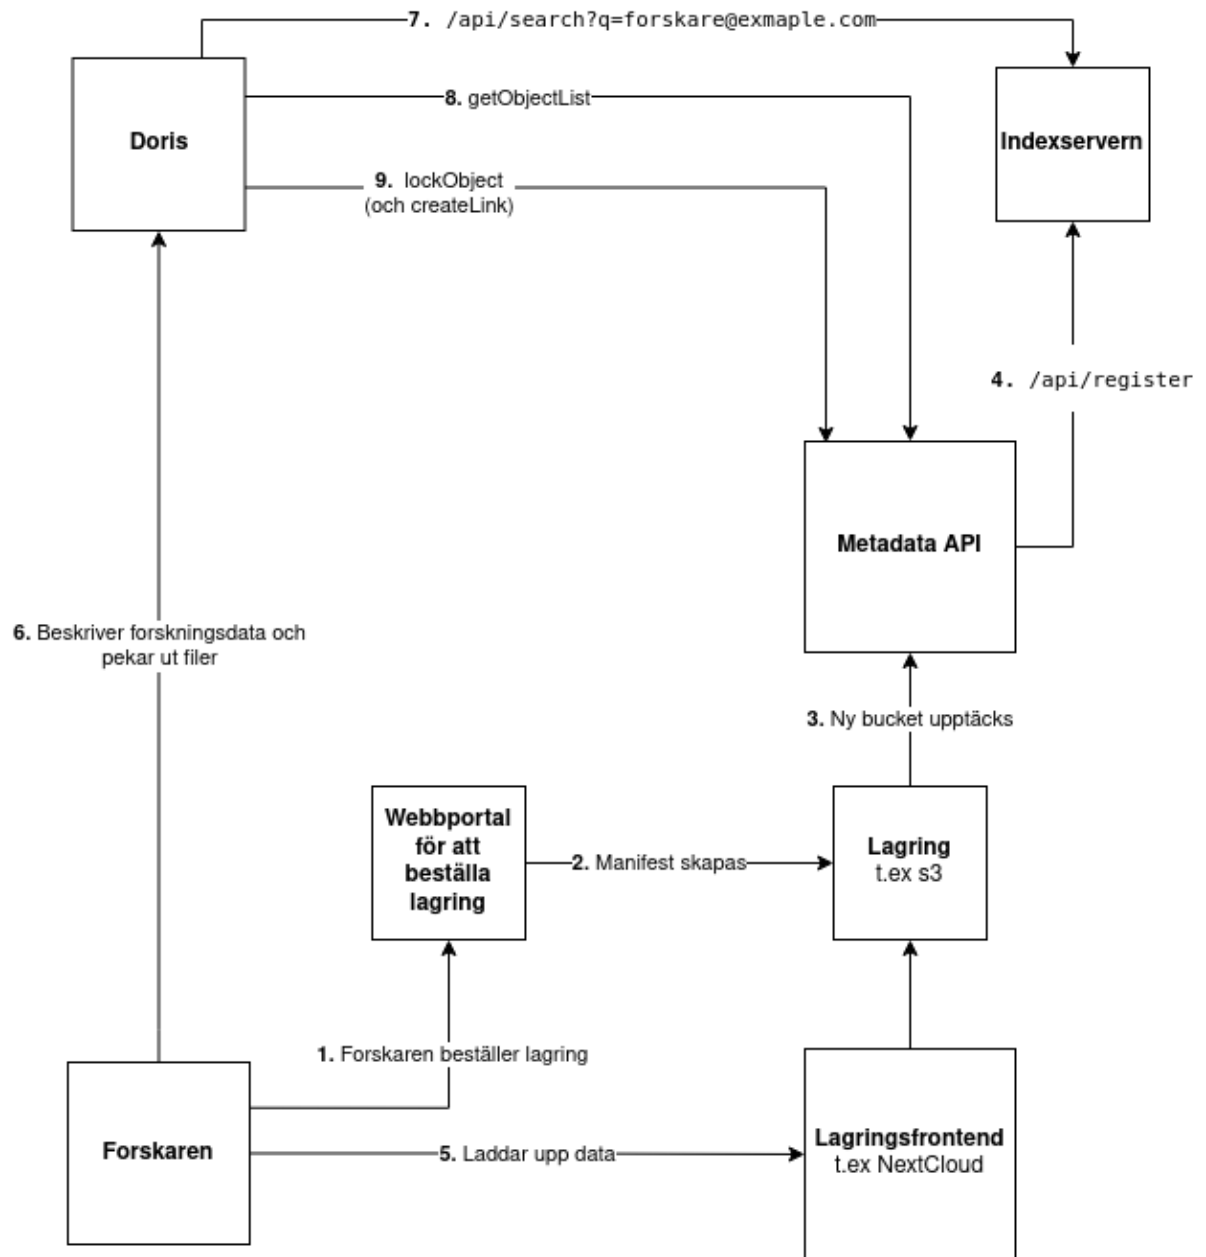 7. /api/search?q=forskare@exmaple.com
8. getObjectList
Doris
Indexservern
9. lockObject
(och createLink)
4. /api/register
Metadata API
6. Beskriver forskningsdata och
pekar ut filer
3. Ny bucket upptäcks
Webbportal
för att
beställa
lagring
2. Manifest skapas
Lagring
t.ex s3
1. Forskaren beställer lagring
Forskaren
5. Laddar upp data
Lagringsfrontend
t.ex NextCloud